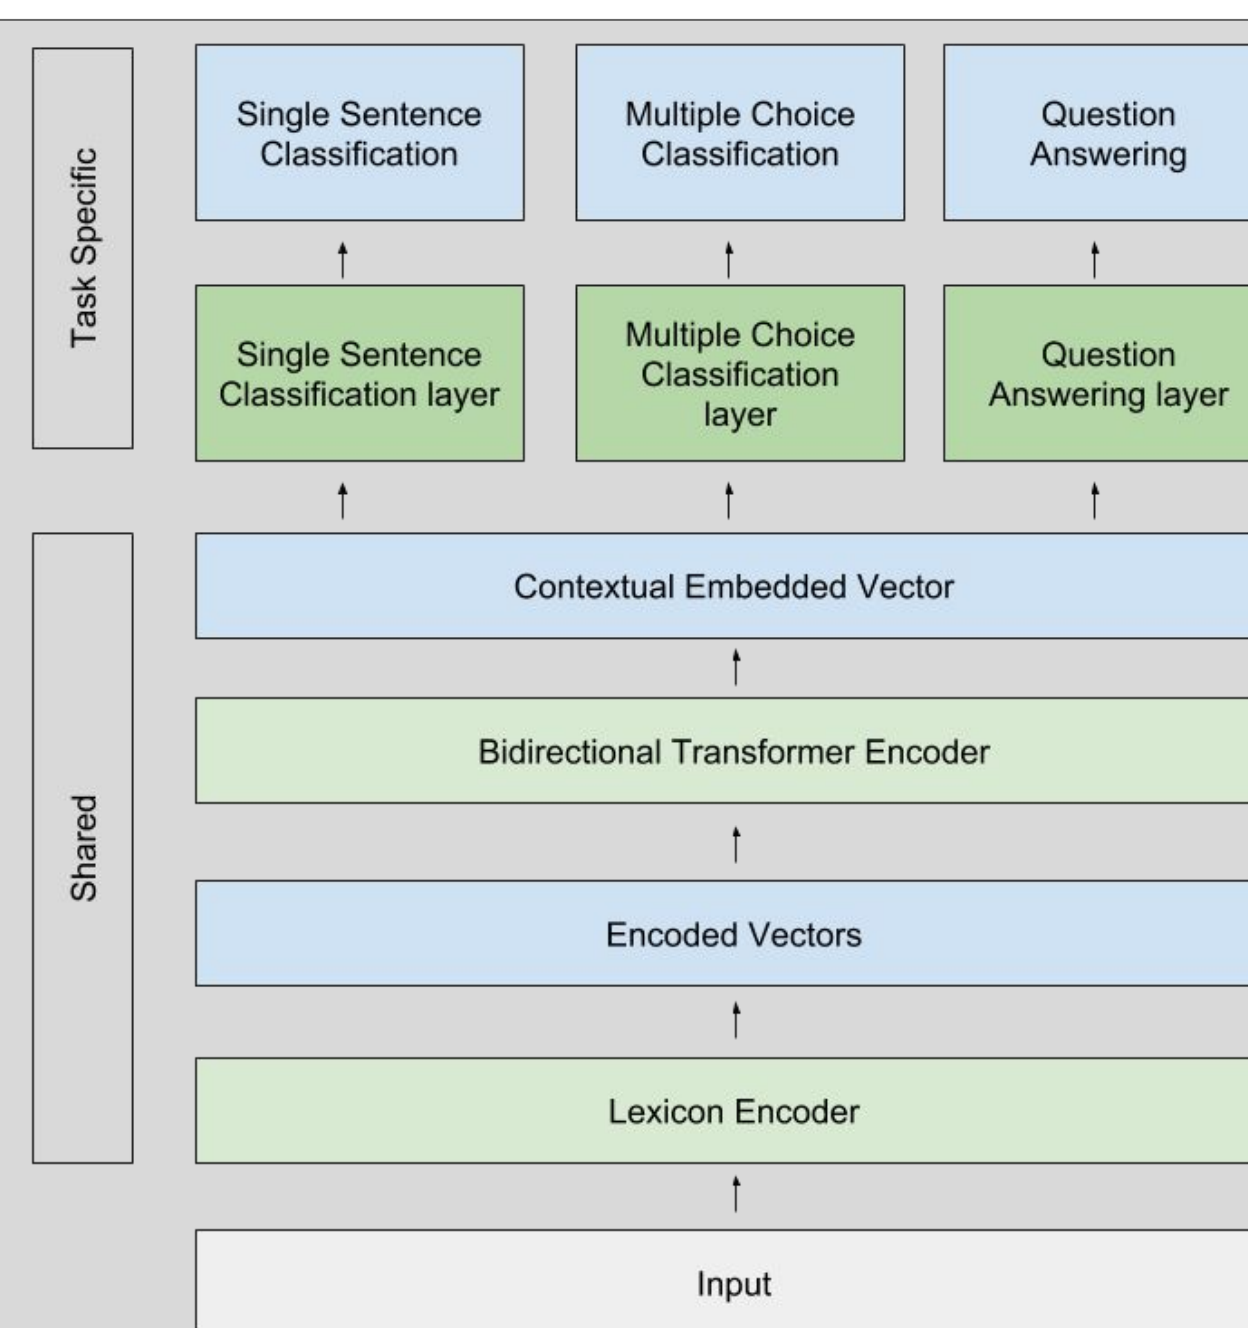 Task Specific
Single Sentence
Classification
Multiple Choice
Classification
Question
Answering
Single Sentence
Classification layer
Multiple Choice
Classification
layer
Question
Answering layer
Shared
Contextual Embedded Vector
Bidirectional Transformer Encoder
Encoded Vectors
Lexicon Encoder
Input